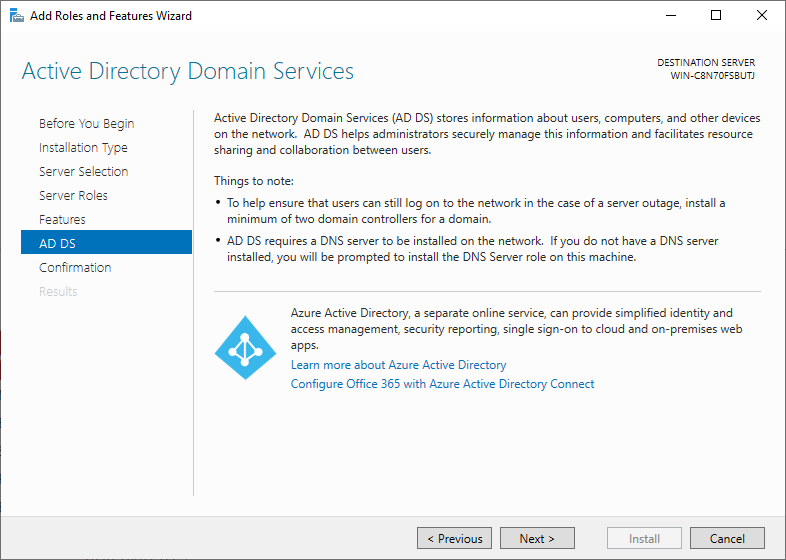 Add Roles and Features Wizard
Active Directory Domain Services
DESTINATION SERVER
WIN-C8N70FSBUTJ
Before You Begin
Installation Type
Server Selection
Server Roles
Features
AD DS
Confirmation
Results
Active Directory Domain Services (AD DS) stores information about users, computers, and other devices
on the network.  AD DS helps administrators securely manage this information and facilitates resource
sharing and collaboration between users.
Things to note:
• To help ensure that users can still log on to the network in the case of a server outage, install a
minimum of two domain controllers for a domain.
• AD DS requires a DNS server to be installed on the network.  If you do not have a DNS server
installed, you will be prompted to install the DNS Server role on this machine.
Azure Active Directory, a separate online service, can provide simplified identity and
access management, security reporting, single sign-on to cloud and on-premises web
apps.
Learn more about Azure Active Directory
Configure Office 365 with Azure Active Directory Connect
< Previous
Next >
Install
Cancel